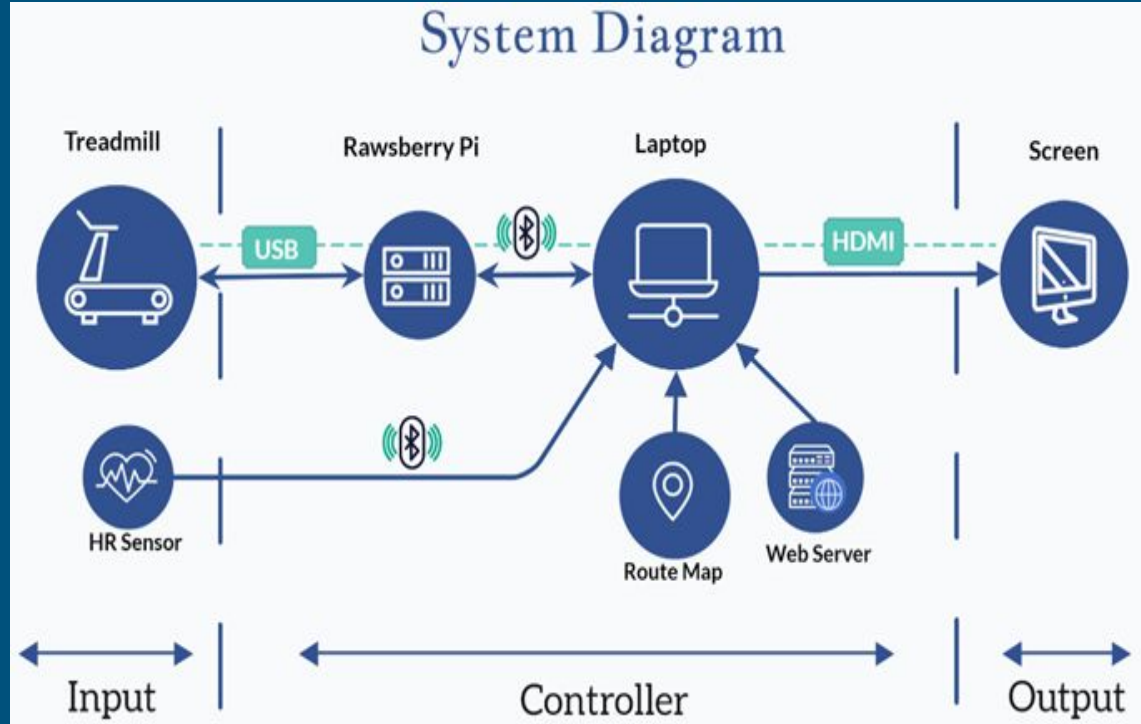 System Diagram
Treadmill
Rawsberry Pi
Laptop
Screen
USB
HDMI
HR Sensor
Route Map
Web Server
Input
Controller
Output